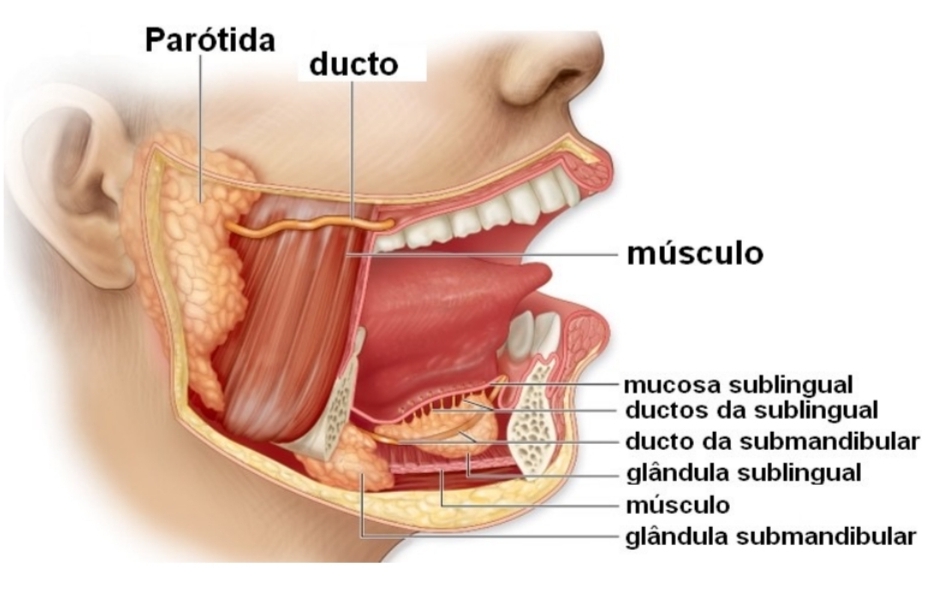 Parótida
ducto
músculo
mucosa sublingual
ductos da sublingual
ducto da submandibular
glândula sublingual
músculo
glândula submandibular